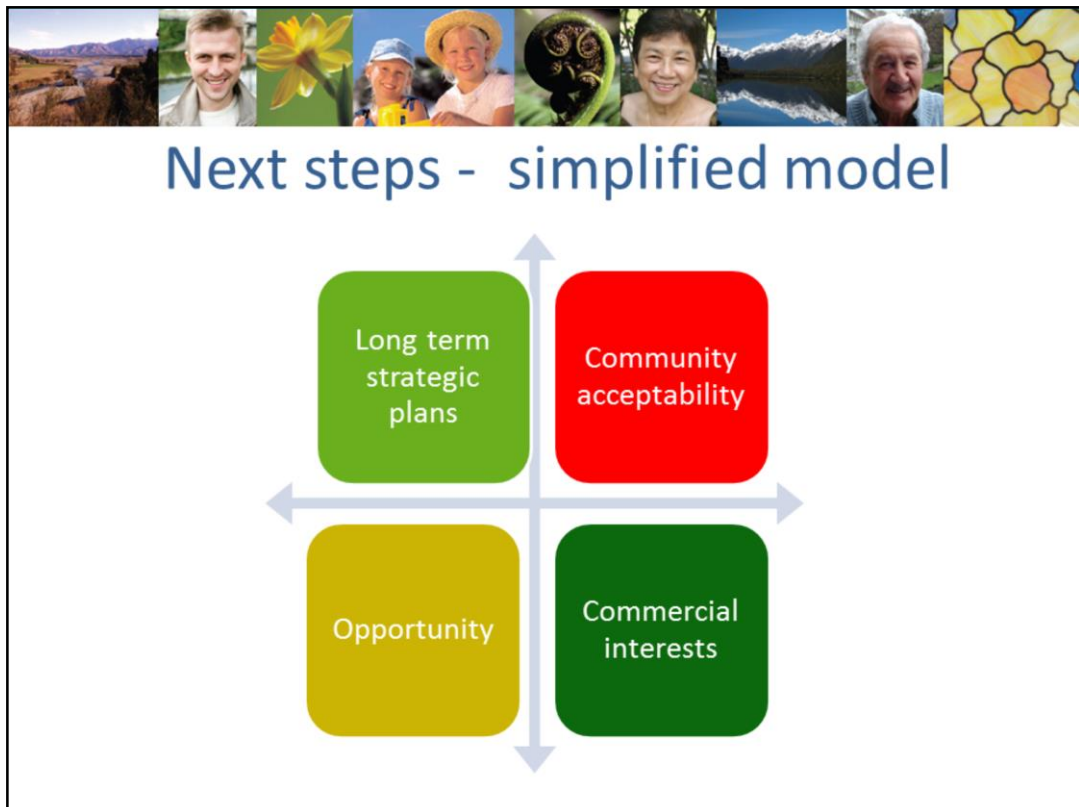 Next steps -  simplified model
Long term
strategic
plans
Community
acceptability
Opportunity
Commercial
interests